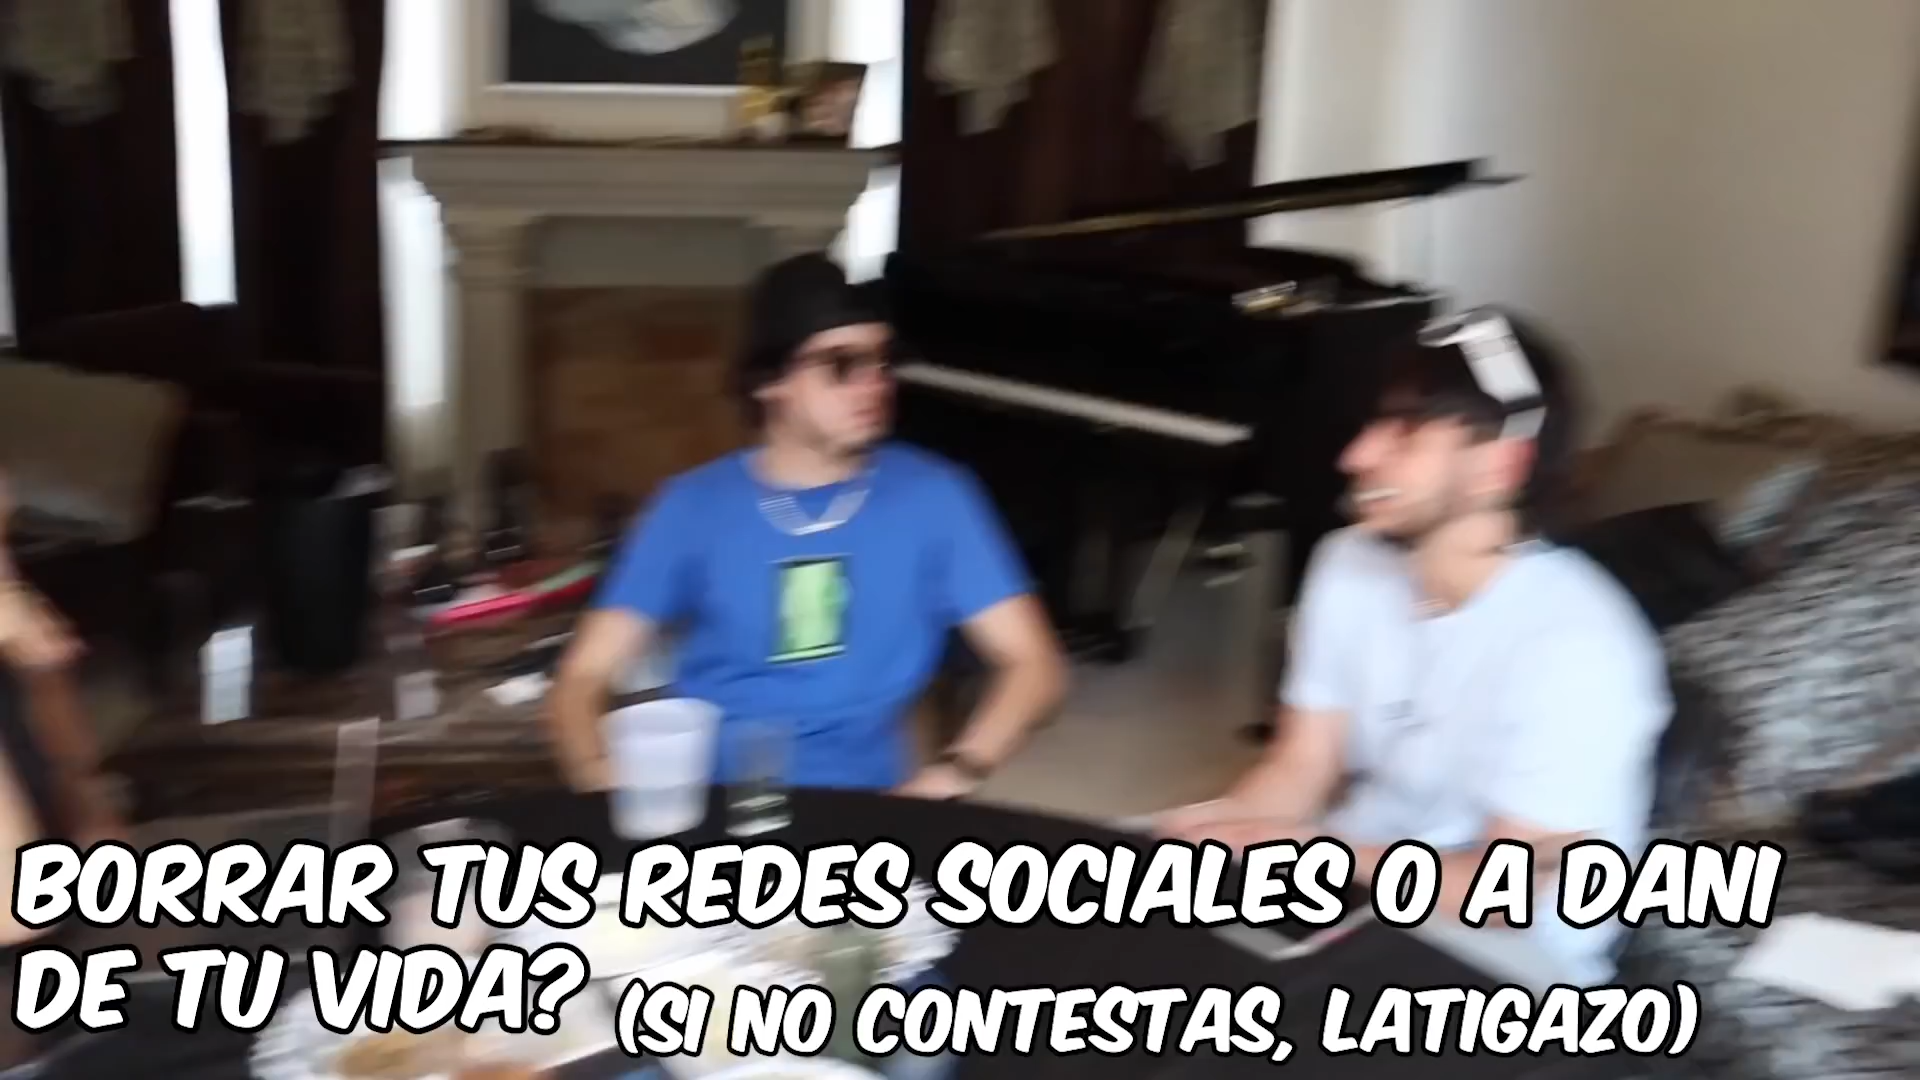 BORRAR TUS REDES SOCIALES O A DANI
DE TU VIDA? (SI NO CONTESTAS, LATIGAZO)